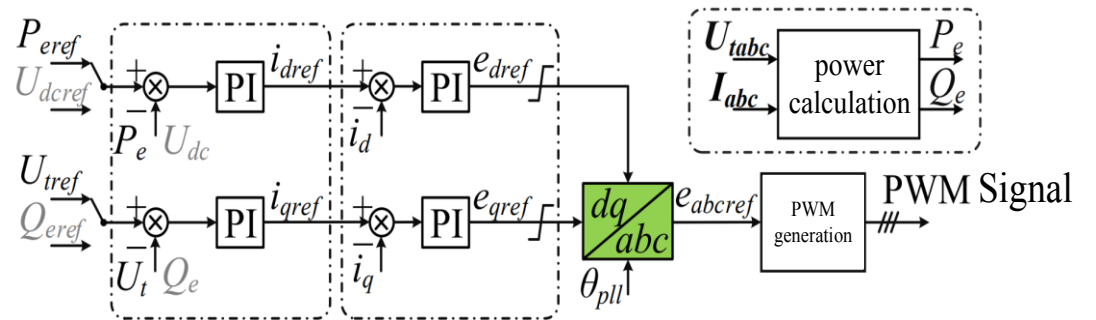 P_eref
U_dcref
+
−
P_e U_dc
PI
i_dref
+
−
i_d
PI
e_dref
U_tref
Q_eref
+
−
U_t Q_e
PI
i_qref
+
−
i_q
PI
e_qref
dq
abc
θ_pll
e_abcref
PWM
generation
PWM Signal
U_tabc
I_abc
power
calculation
P_e
Q_e